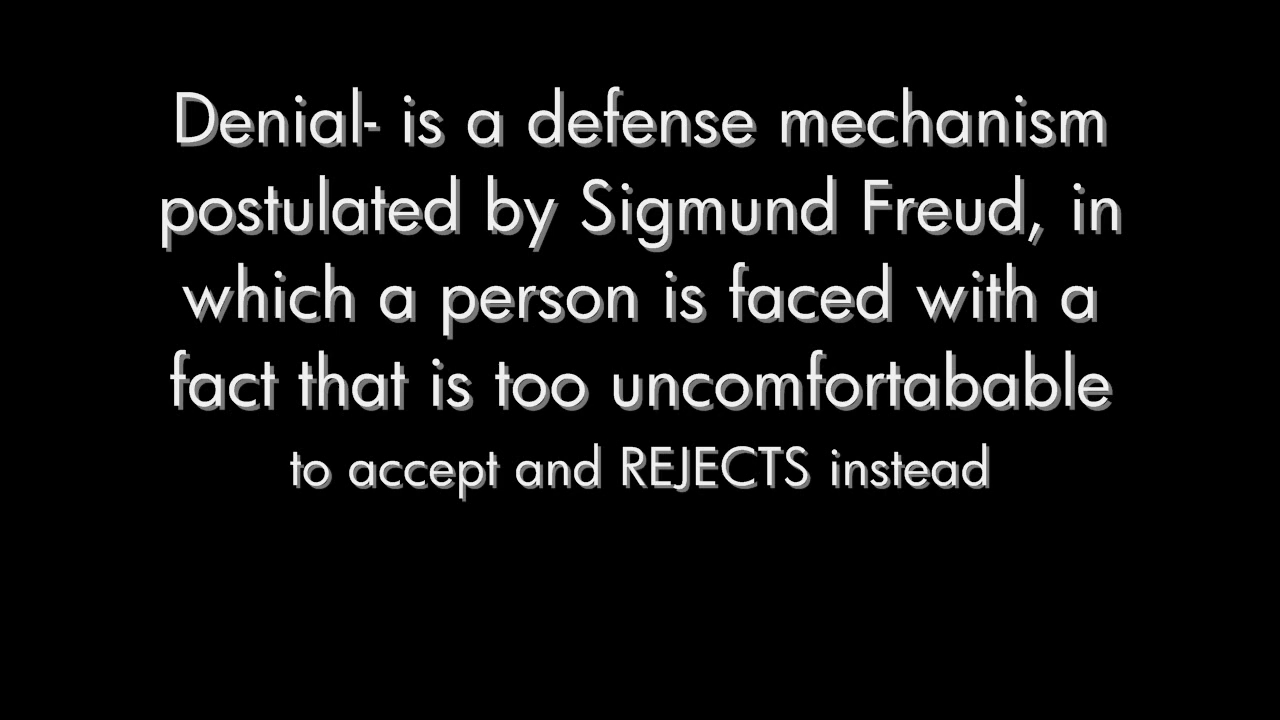 Denial- is a defense mechanism
postulated by Sigmund Freud, in
which a person is faced with a
fact that is too uncomfortabable
to accept and REJECTS instead